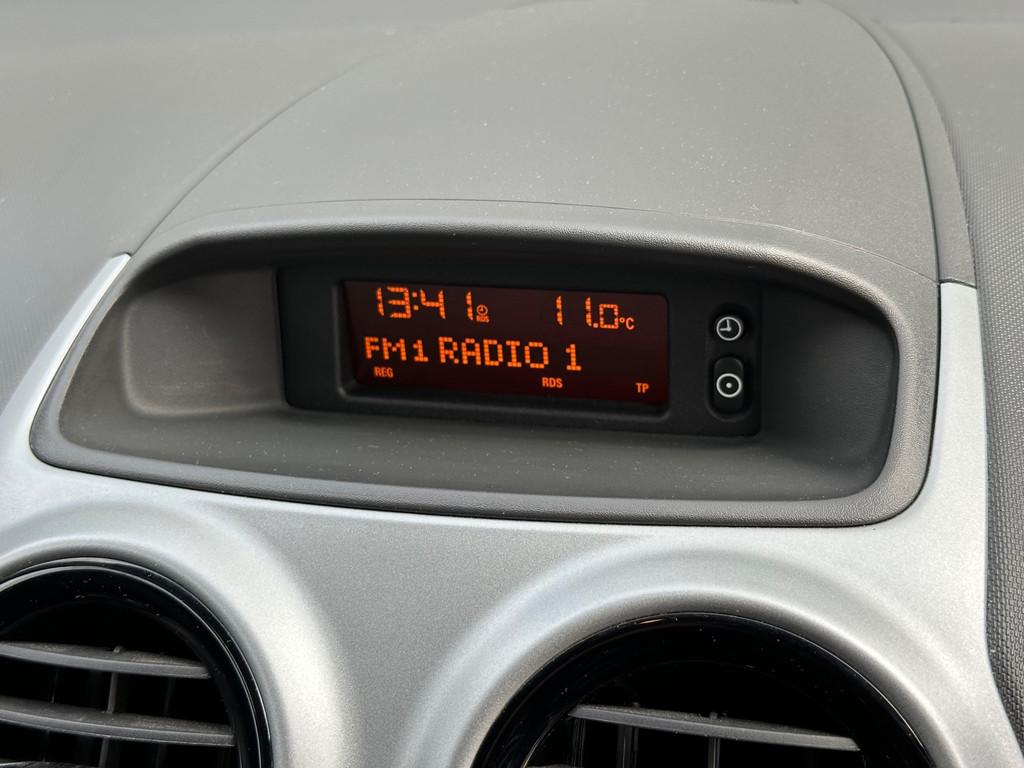 13:41 RDS 11.0°C
FM1 RADIO 1
REG RDS TP